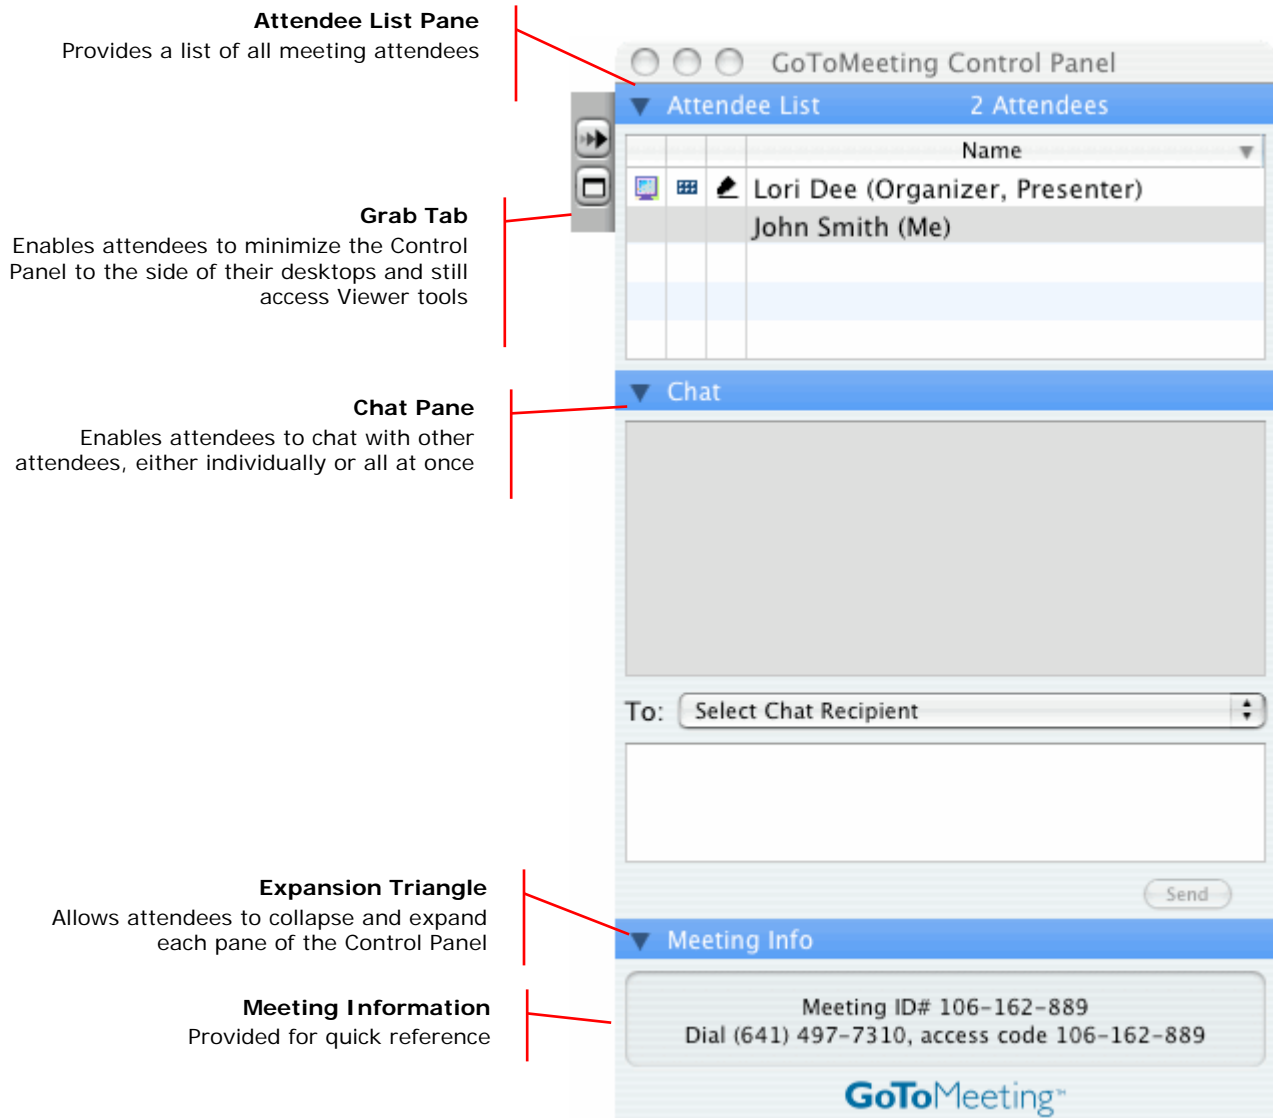 Attendee List Pane
Provides a list of all meeting attendees
Grab Tab
Enables attendees to minimize the Control
Panel to the side of their desktops and still
access Viewer tools
Chat Pane
Enables attendees to chat with other
attendees, either individually or all at once
Expansion Triangle
Allows attendees to collapse and expand
each pane of the Control Panel
Meeting Information
Provided for quick reference
GoToMeeting Control Panel
Attendee List 2 Attendees
Name
Lori Dee (Organizer, Presenter)
John Smith (Me)
Chat
To: Select Chat Recipient
Send
Meeting Info
Meeting ID# 106-162-889
Dial (641) 497-7310, access code 106-162-889
GoToMeeting™